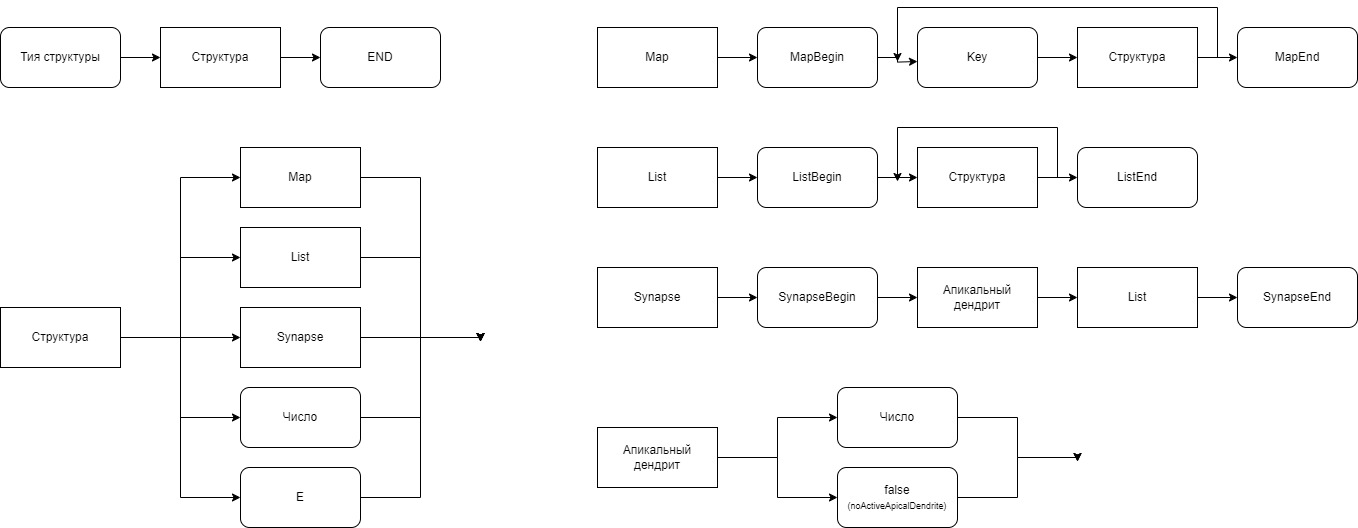 Тия структуры
Структура
END
Map
MapBegin
Key
Структура
MapEnd
List
ListBegin
Структура
ListEnd
Synapse
SynapseBegin
Апикальный
дендрит
List
SynapseEnd
Апикальный
дендрит
Число
false
(noActiveApicalDendrite)
Структура
Map
List
Synapse
Число
E